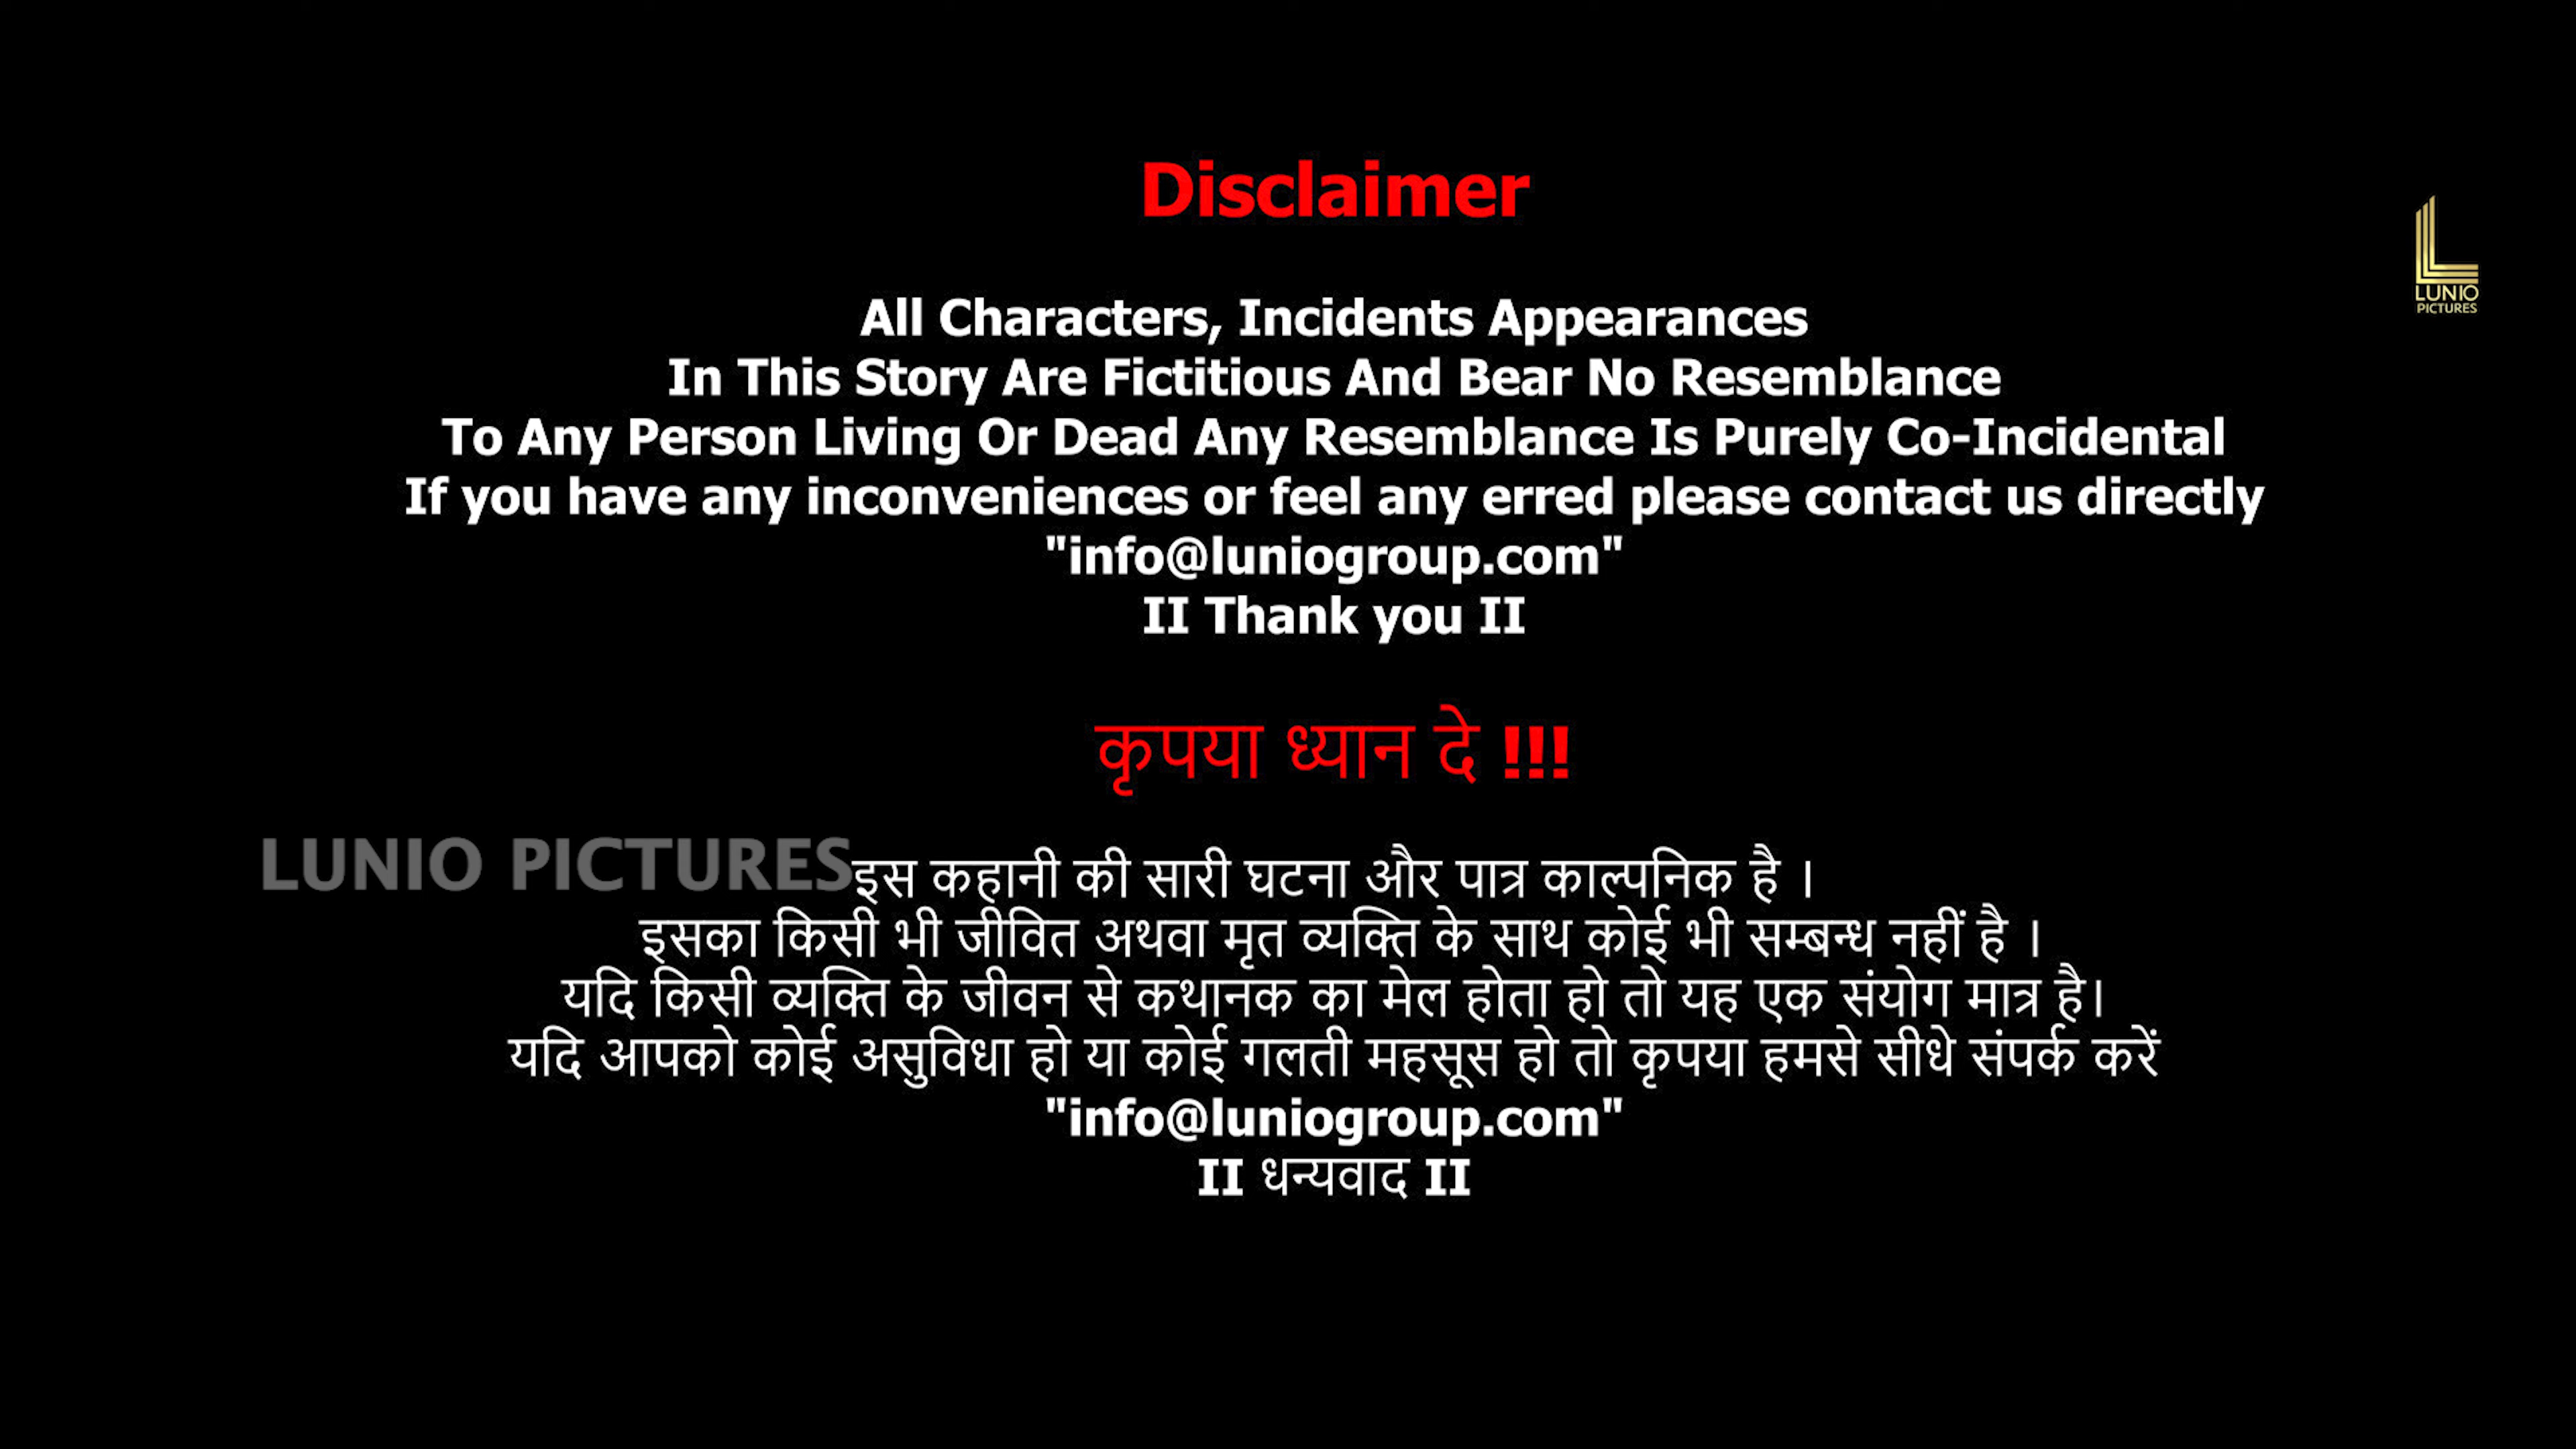 Disclaimer
LUNIO
PICTURES
All Characters, Incidents Appearances
In This Story Are Fictitious And Bear No Resemblance
To Any Person Living Or Dead Any Resemblance Is Purely Co-Incidental
If you have any inconveniences or feel any erred please contact us directly
"info@luniogroup.com"
II Thank you II
कृपया ध्यान दे !!!
LUNIO PICTURES
इस कहानी की सारी घटना और पात्र काल्पनिक है ।
इसका किसी भी जीवित अथवा मृत व्यक्ति के साथ कोई भी सम्बन्ध नहीं है ।
यदि किसी व्यक्ति के जीवन से कथानक का मेल होता हो तो यह एक संयोग मात्र है।
यदि आपको कोई असुविधा हो या कोई गलती महसूस हो तो कृपया हमसे सीधे संपर्क करें
"info@luniogroup.com"
II धन्यवाद II